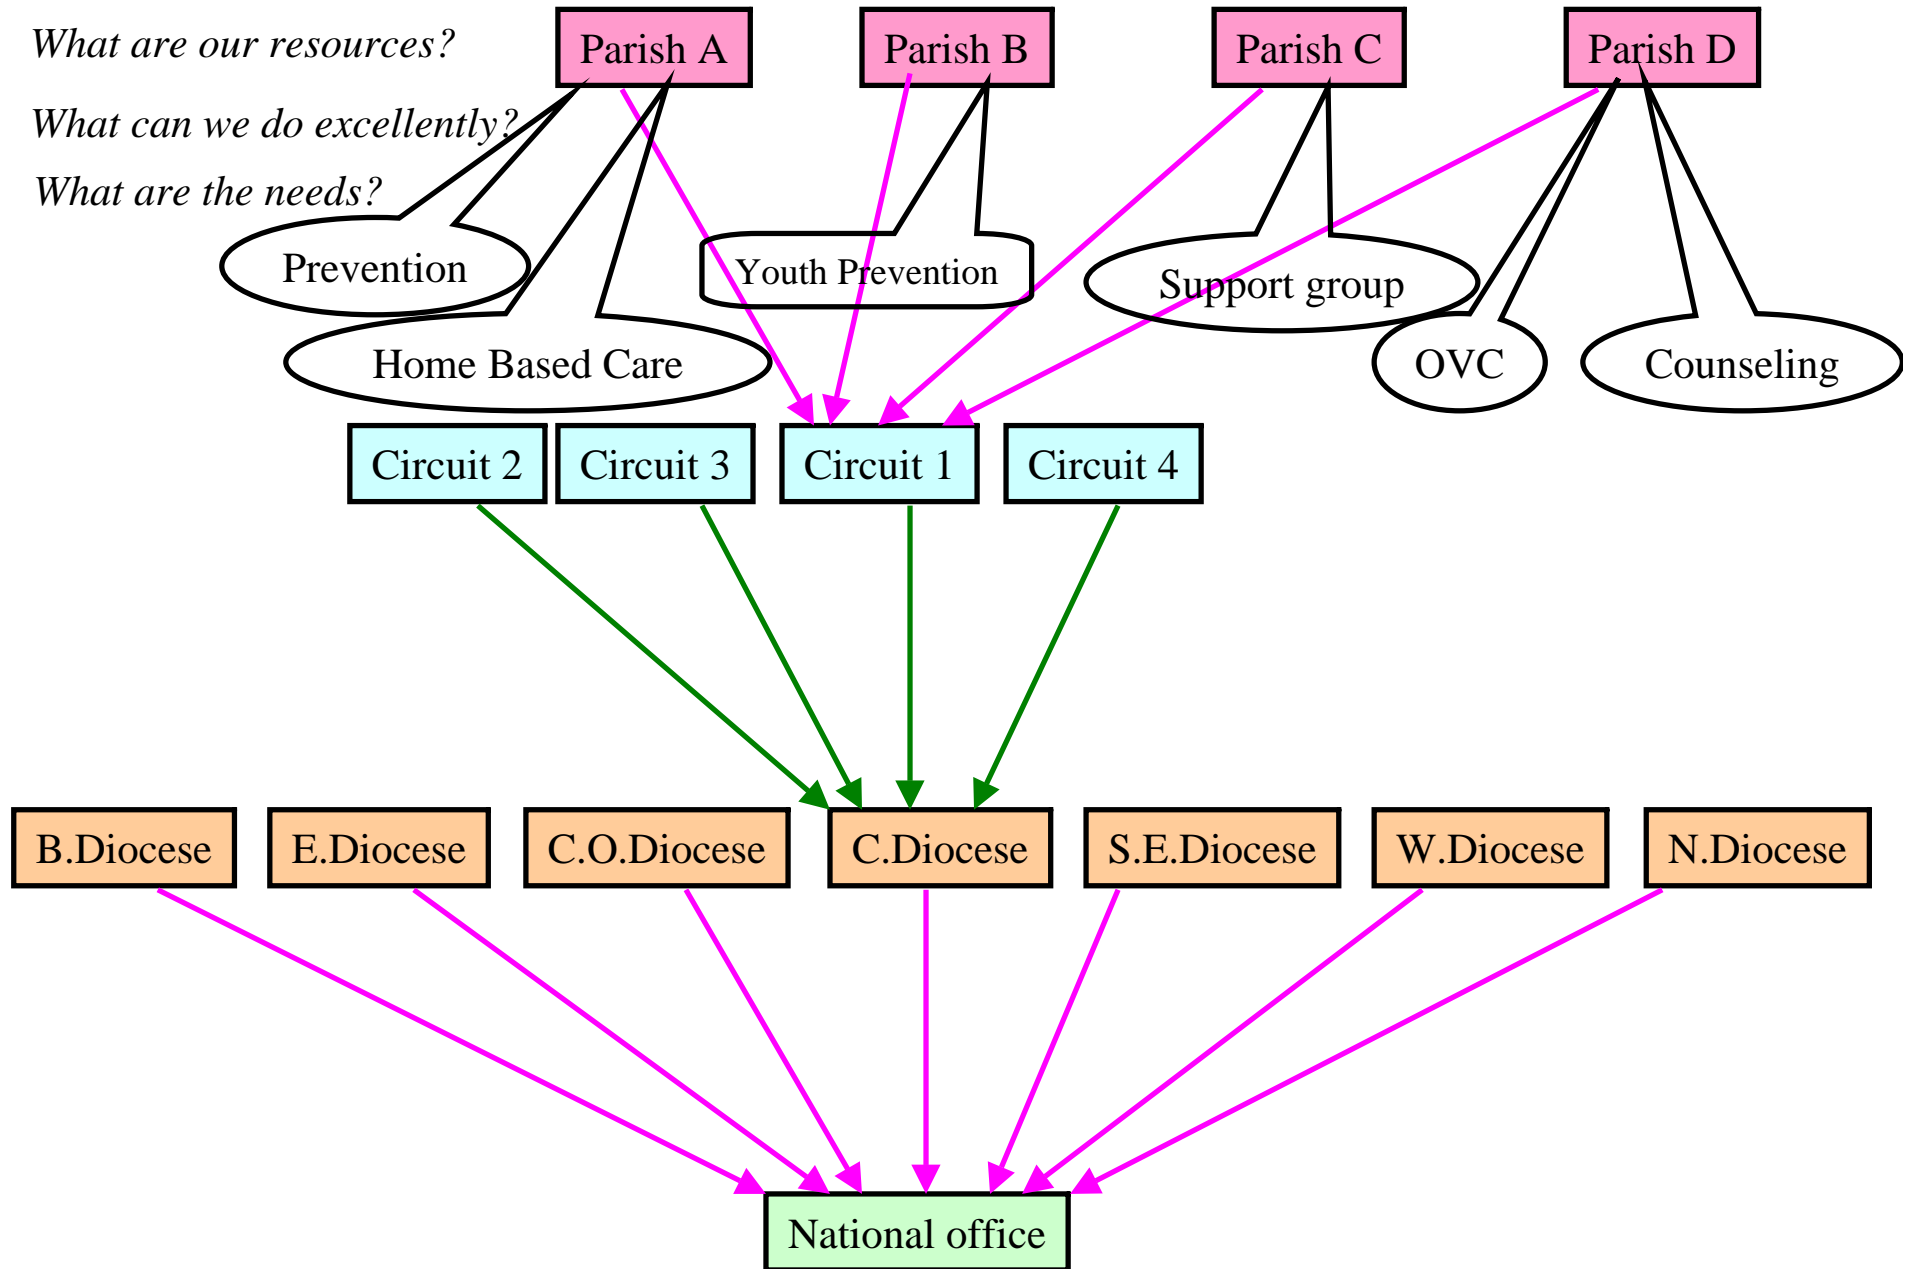 What are our resources?
Parish A
Parish B
Parish C
Parish D
What can we do excellently?
What are the needs?
Prevention
Youth Prevention
Support group
Home Based Care
OVC
Counseling
Circuit 2
Circuit 3
Circuit 1
Circuit 4
B.Diocese
E.Diocese
C.O.Diocese
C.Diocese
S.E.Diocese
W.Diocese
N.Diocese
National office